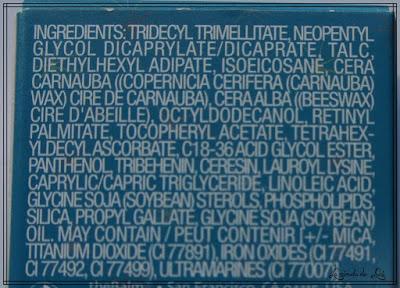 INGREDIENTS: TRIDECYL TRIMELLITATE, NEOPENTYL
GLYCOL DICAPRYLATE/DICAPRATE, TALC,
DIETHYLHEXYL ADIPATE, ISOEICOSANE, CERA
CARNAUBA ((COPERNICIA CERIFERA (CARNAUBA)
WAX) CIRE DE CARNAUBA), CERA ALBA ((BEESWAX)
CIRE D'ABEILLE), OCTYLDODECANOL, RETINYL
PALMITATE, TOCOPHERYL ACETATE, TETRAHEX-
YLDECYL ASCORBATE, C18-36 ACID GLYCOL ESTER,
PANTHENOL, TRIBEHENIN, CERESIN, LAUROYL LYSINE,
CAPRYLIC/CAPRIC TRIGLYCERIDE, LINOLEIC ACID,
GLYCINE SOJA (SOYBEAN) STEROLS, PHOSPHOLIPIDS,
SILICA, PROPYL GALLATE, GLYCINE SOJA (SOYBEAN)
OIL. MAY CONTAIN / PEUT CONTENIR [+/- MICA,
TITANIUM DIOXIDE (CI 77891), IRON OXIDES (CI 77491,
CI 77492, CI 77499), ULTRAMARINES (CI 77007)]
theBalm San Francisco, CA